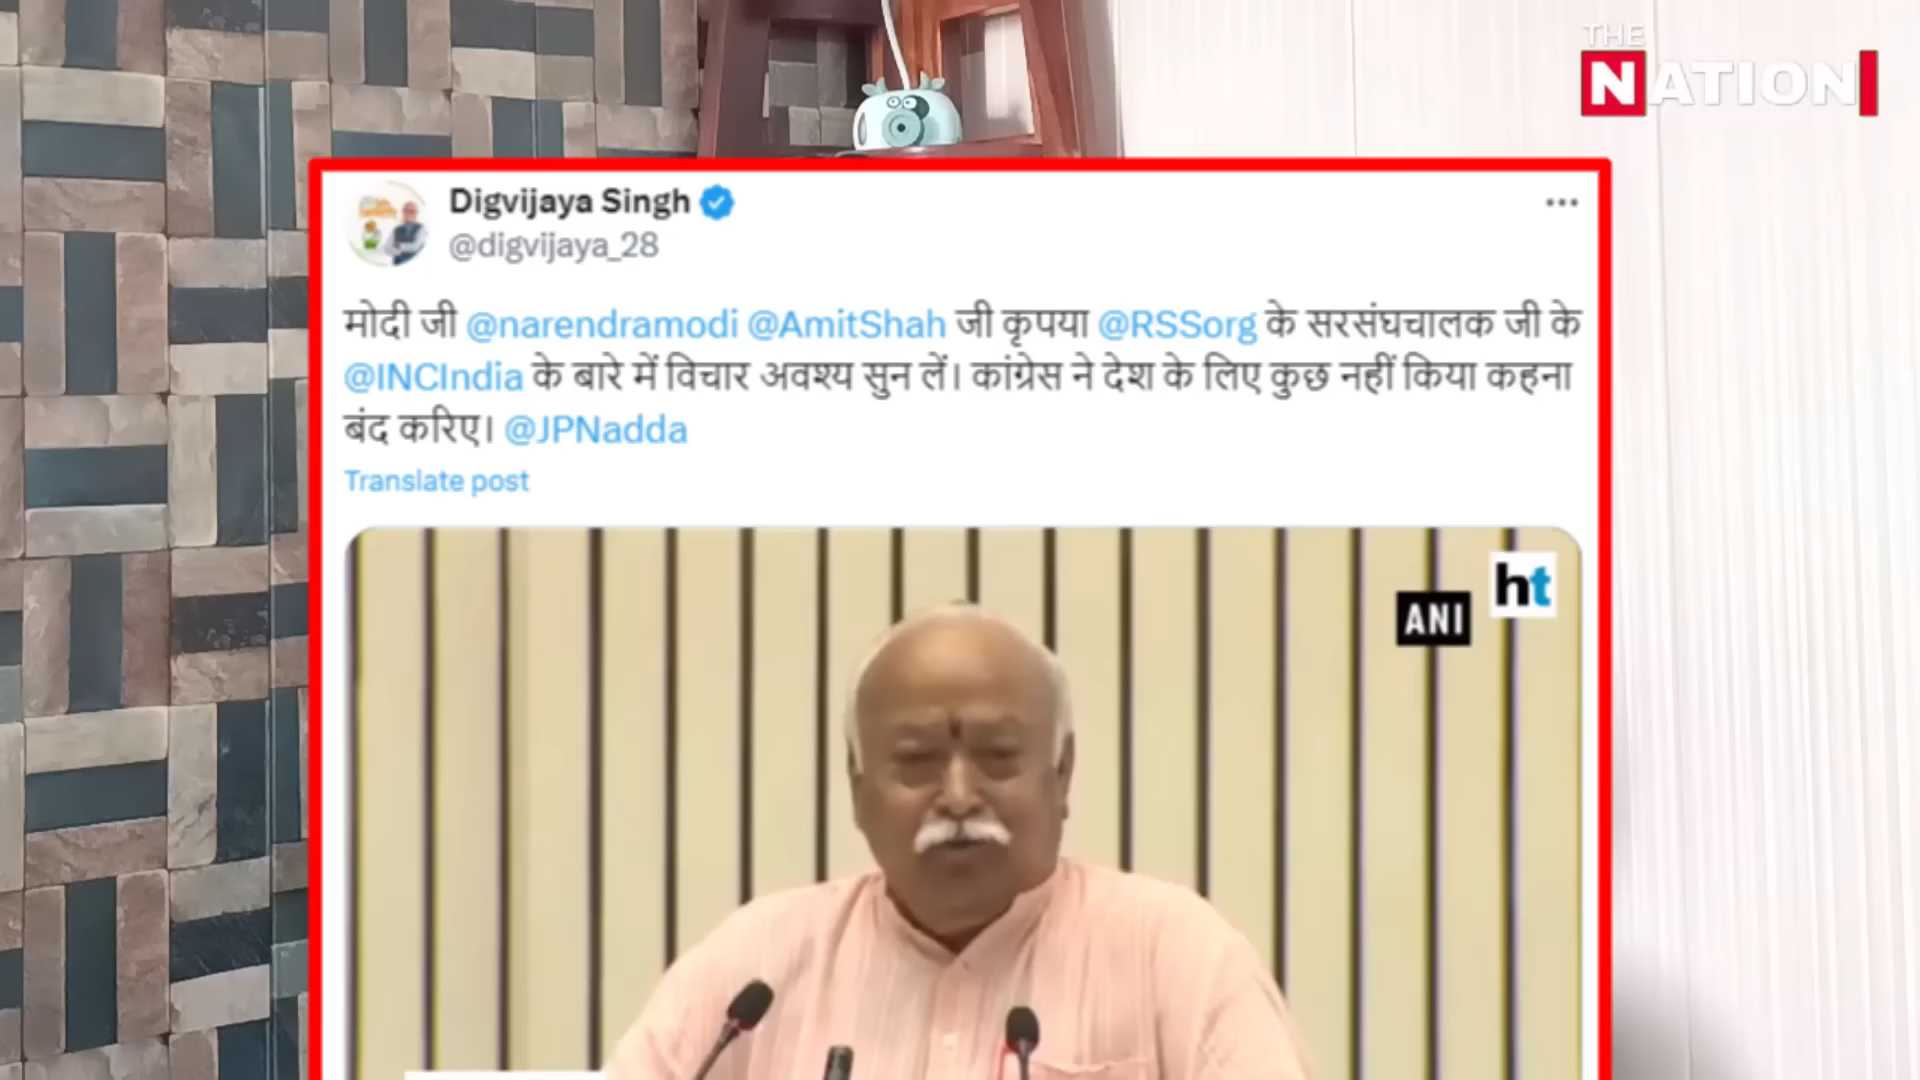 THE
NATION
Digvijaya Singh
@digvijaya_28
मोदी जी @narendramodi @AmitShah जी कृपया @RSSorg के सरसंघचालक जी के
@INCIndia के बारे में विचार अवश्य सुन लें। कांग्रेस ने देश के लिए कुछ नहीं किया कहना
बंद करिए। @JPNadda
Translate post
ht
ANI